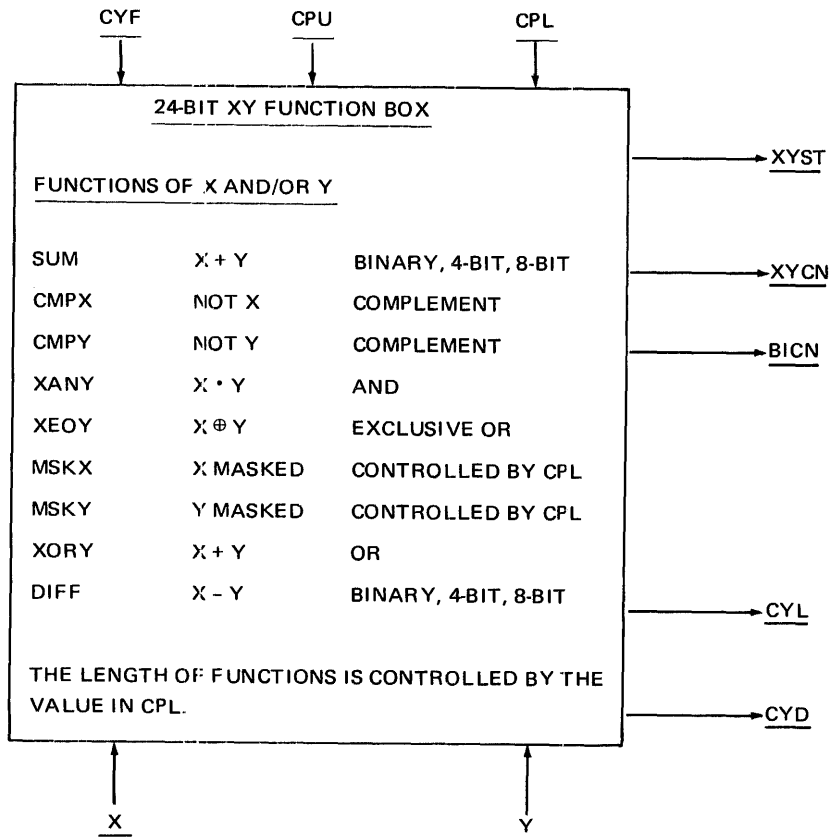 CYF CPU CPL
24-BIT XY FUNCTION BOX
XYST
FUNCTIONS OF X AND/OR Y
SUM X + Y BINARY, 4-BIT, 8-BIT
XYCN
CMPX NOT X COMPLEMENT
CMPY NOT Y COMPLEMENT
BICN
XANY X • Y AND
XEOY X ⊕ Y EXCLUSIVE OR
MSKX X MASKED CONTROLLED BY CPL
MSKY Y MASKED CONTROLLED BY CPL
XORY X + Y OR
DIFF X – Y BINARY, 4-BIT, 8-BIT
CYL
THE LENGTH OF FUNCTIONS IS CONTROLLED BY THE
VALUE IN CPL.
CYD
X Y